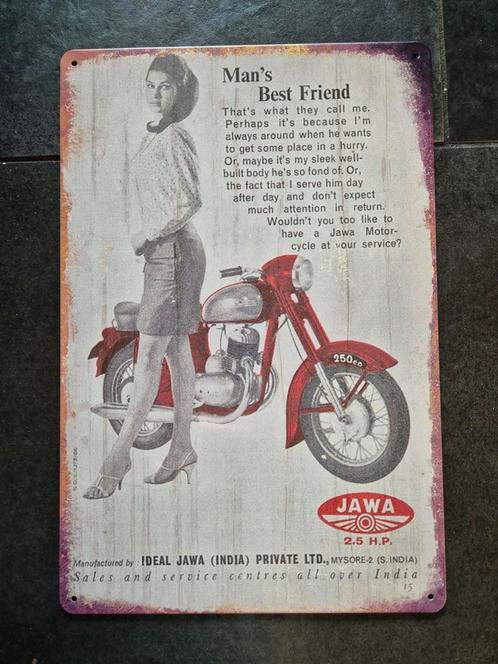 Man's
Best Friend
That's what they call me.
Perhaps it's because I'm
always around when he wants
to get some place in a hurry.
Or, maybe it's my sleek well-
built body he's so fond of. Or,
the fact that I serve him day
after day and don't expect
much attention in return.
Wouldn't you too like to
have a Jawa Motor-
cycle at your service?
250cc
JAWA
2.5 H.P.
Manufactured by : IDEAL JAWA (INDIA) PRIVATE LTD., MYSORE-2 (S. INDIA)
Sales and service centres all over India
15